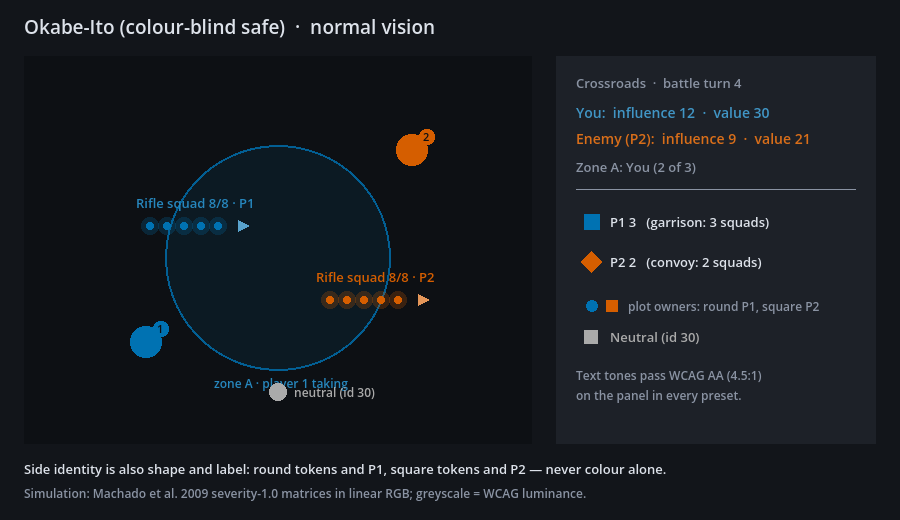 Okabe-Ito (colour-blind safe) · normal vision
2
Rifle squad 8/8 · P1
Rifle squad 8/8 · P2
1
zone A · player 1 taking
neutral (id 30)
Crossroads · battle turn 4
You: influence 12 · value 30
Enemy (P2): influence 9 · value 21
Zone A: You (2 of 3)
P1 3 (garrison: 3 squads)
P2 2 (convoy: 2 squads)
plot owners: round P1, square P2
Neutral (id 30)
Text tones pass WCAG AA (4.5:1)
on the panel in every preset.
Side identity is also shape and label: round tokens and P1, square tokens and P2 — never colour alone.
Simulation: Machado et al. 2009 severity-1.0 matrices in linear RGB; greyscale = WCAG luminance.